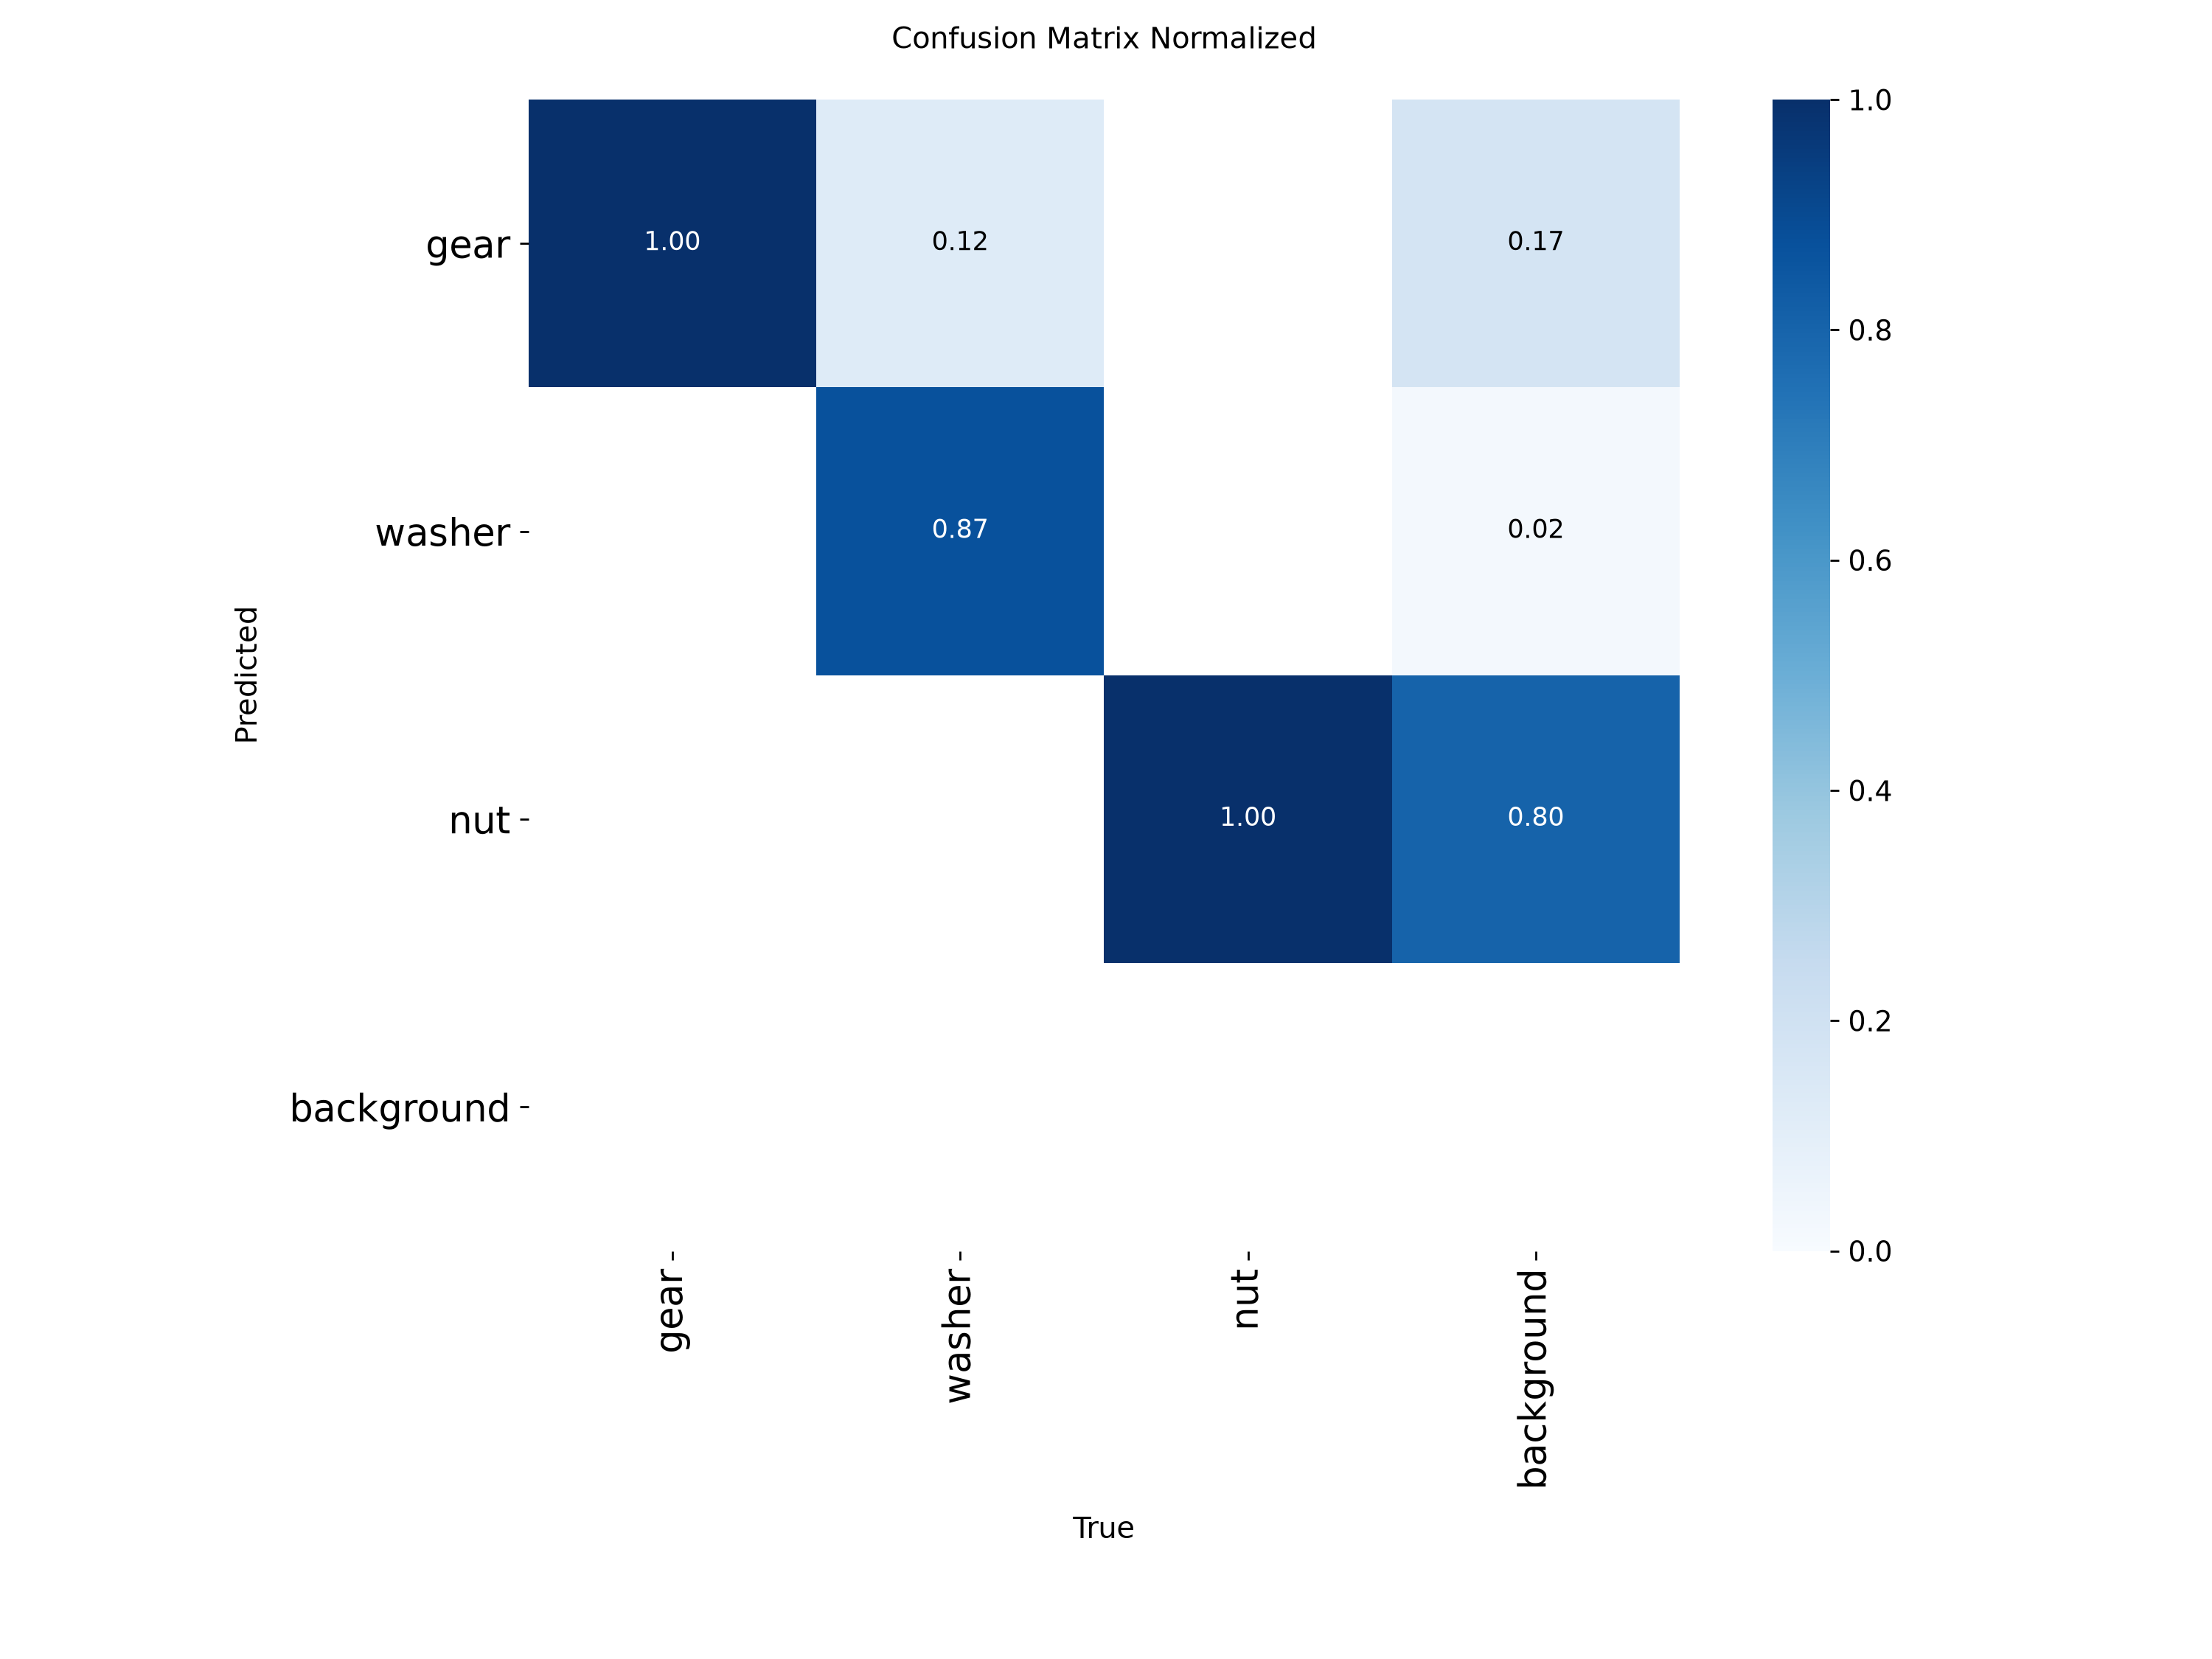 Confusion Matrix Normalized
1.0
gear
1.00
0.12
0.17
0.8
washer
0.87
0.02
0.6
Predicted
nut
1.00
0.80
0.4
0.2
background
0.0
gear
washer
nut
background
True